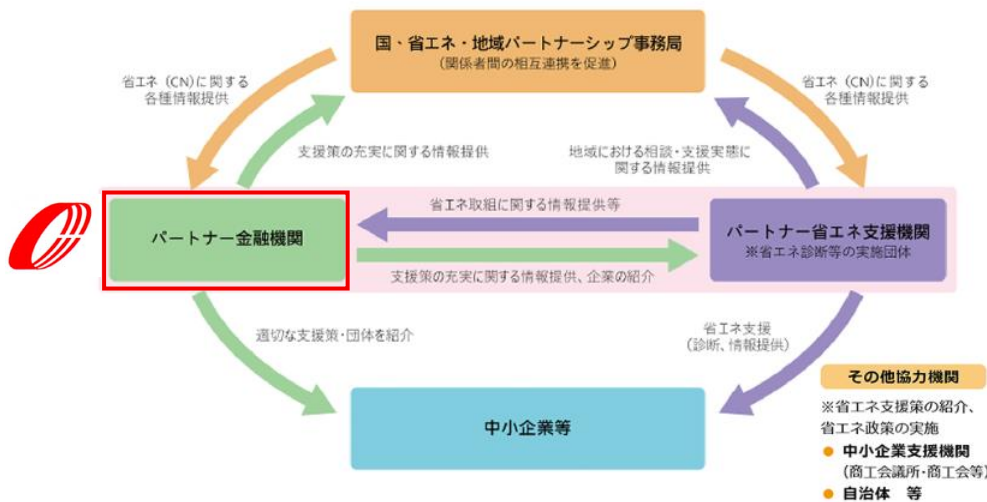 国、省エネ・地域パートナーシップ事務局
(関係者間の相互連携を促進)
省エネ (CN)に関する
各種情報提供
省エネ (CN)に関する
各種情報提供
支援策の充実に関する情報提供
地域における相談・支援実態に
関する情報提供
パートナー金融機関
省エネ取組に関する情報提供等
支援策の充実に関する情報提供、企業の紹介
パートナー省エネ支援機関
※省エネ診断等の実施団体
適切な支援策・団体を紹介
省エネ支援
(診断、情報提供)
中小企業等
その他協力機関
※省エネ支援策の紹介、
省エネ政策の実施
● 中小企業支援機関
(商工会議所・商工会等)
● 自治体 等